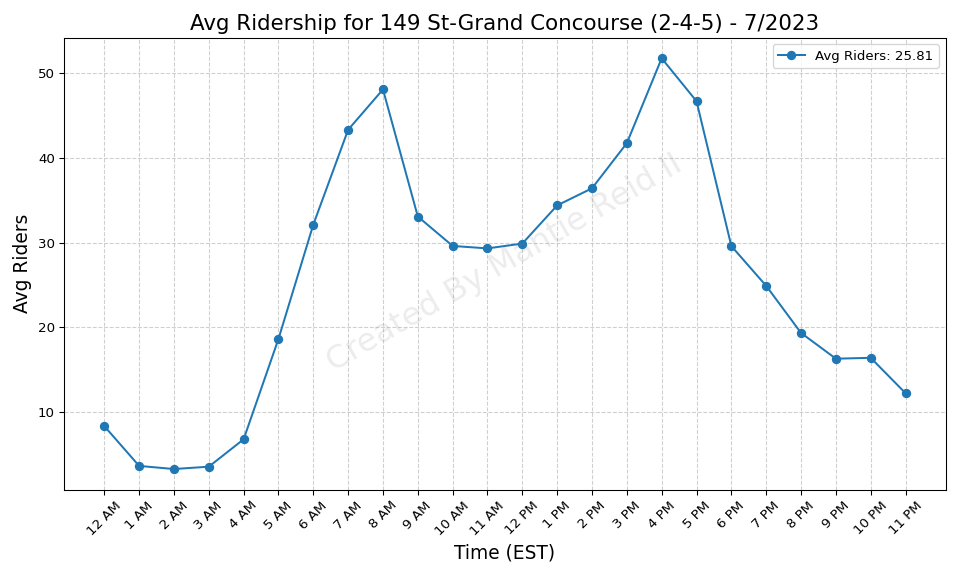 Avg Ridership for 149 St-Grand Concourse (2-4-5) - 7/2023
Avg Riders: 25.81
Avg Riders
50
40
30
20
10
Created By Mantie Reid II
12 AM
1 AM
2 AM
3 AM
4 AM
5 AM
6 AM
7 AM
8 AM
9 AM
10 AM
11 AM
12 PM
1 PM
2 PM
3 PM
4 PM
5 PM
6 PM
7 PM
8 PM
9 PM
10 PM
11 PM
Time (EST)